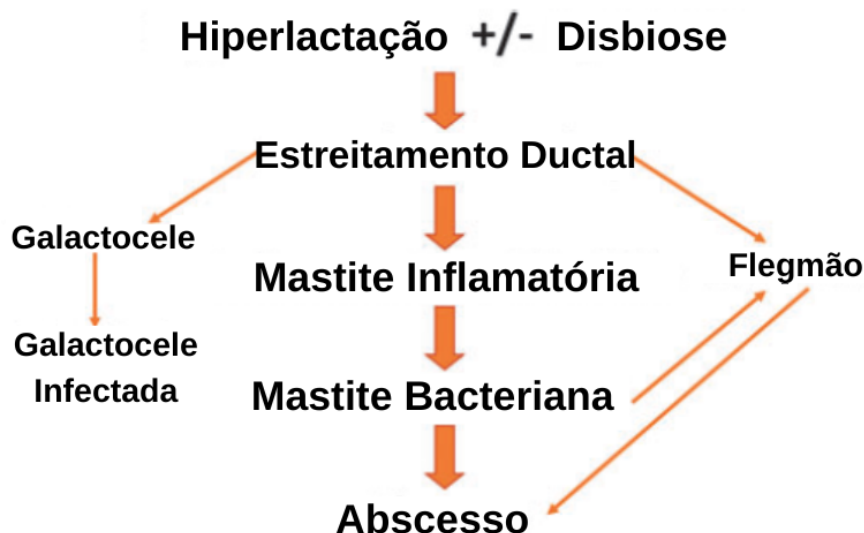 Hiperlactação +/- Disbiose
Estreitamento Ductal
Galactocele
Flegmão
Mastite Inflamatória
Galactocele
Infectada
Mastite Bacteriana
Abscesso